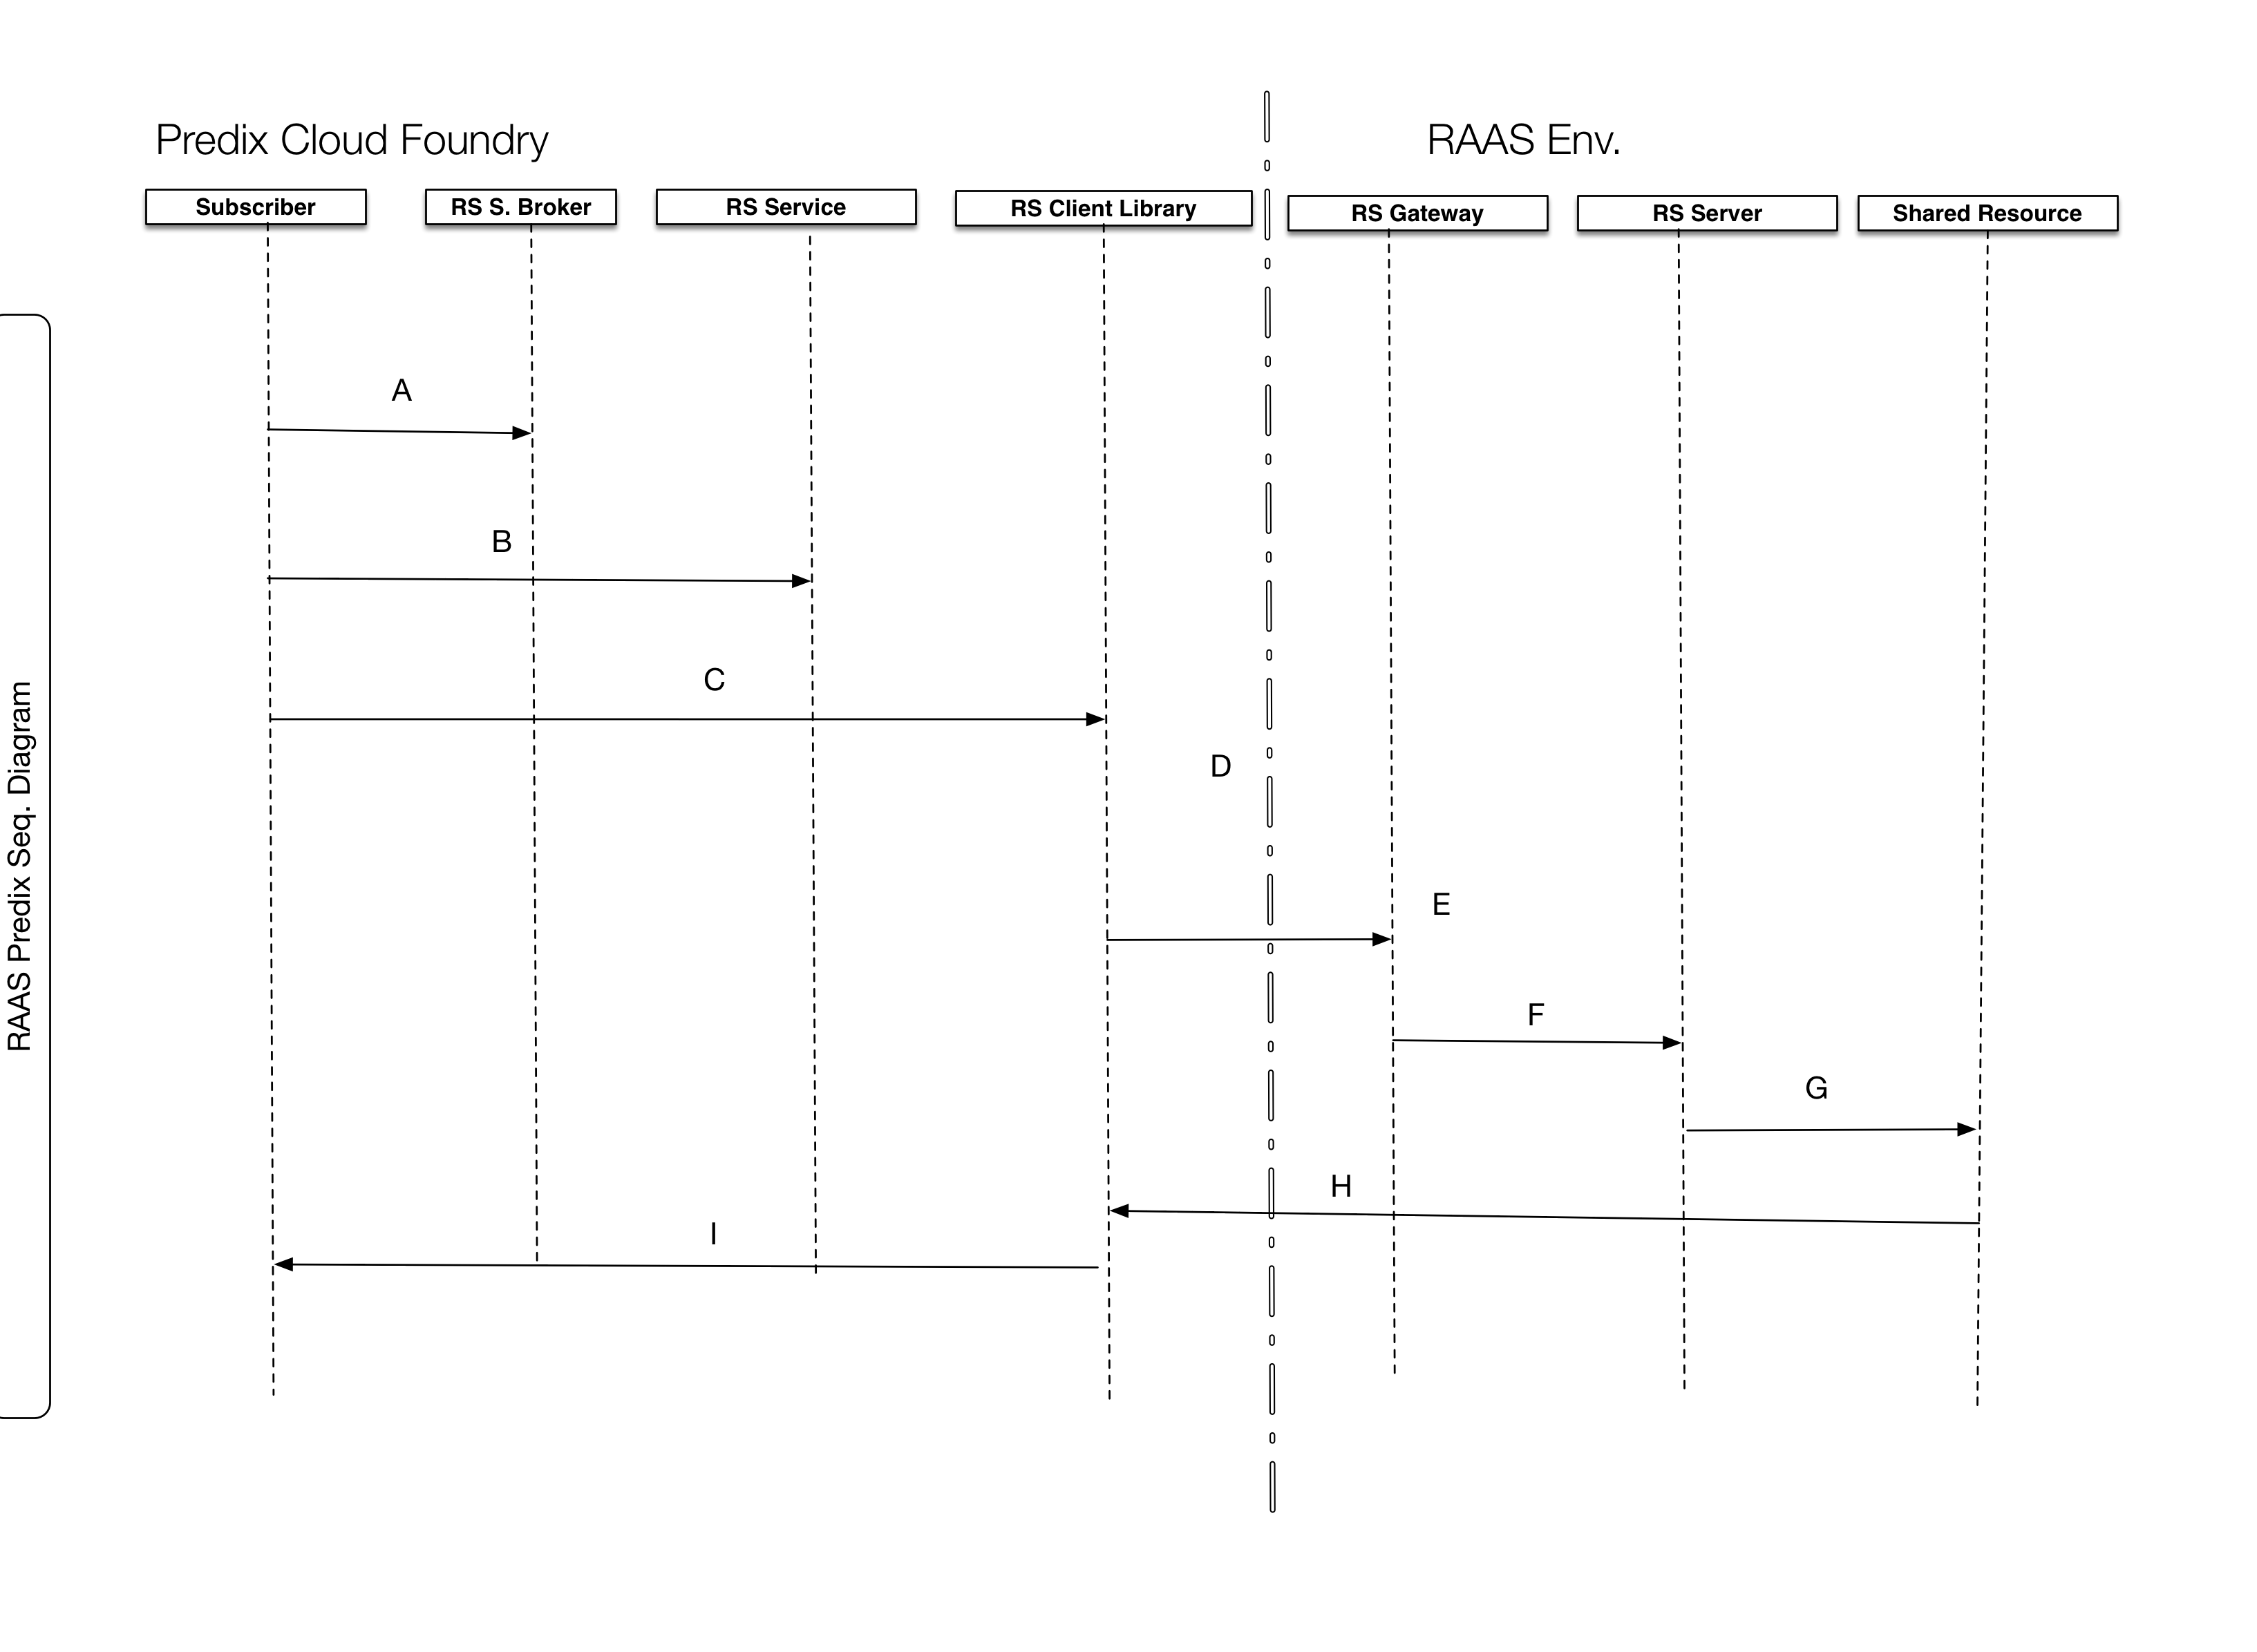 Predix Cloud Foundry
RAAS Env.
Subscriber
RS S. Broker
RS Service
RS Client Library
RS Gateway
RS Server
Shared Resource
RAAS Predix Seq. Diagram
A
B
C
D
E
F
G
H
I